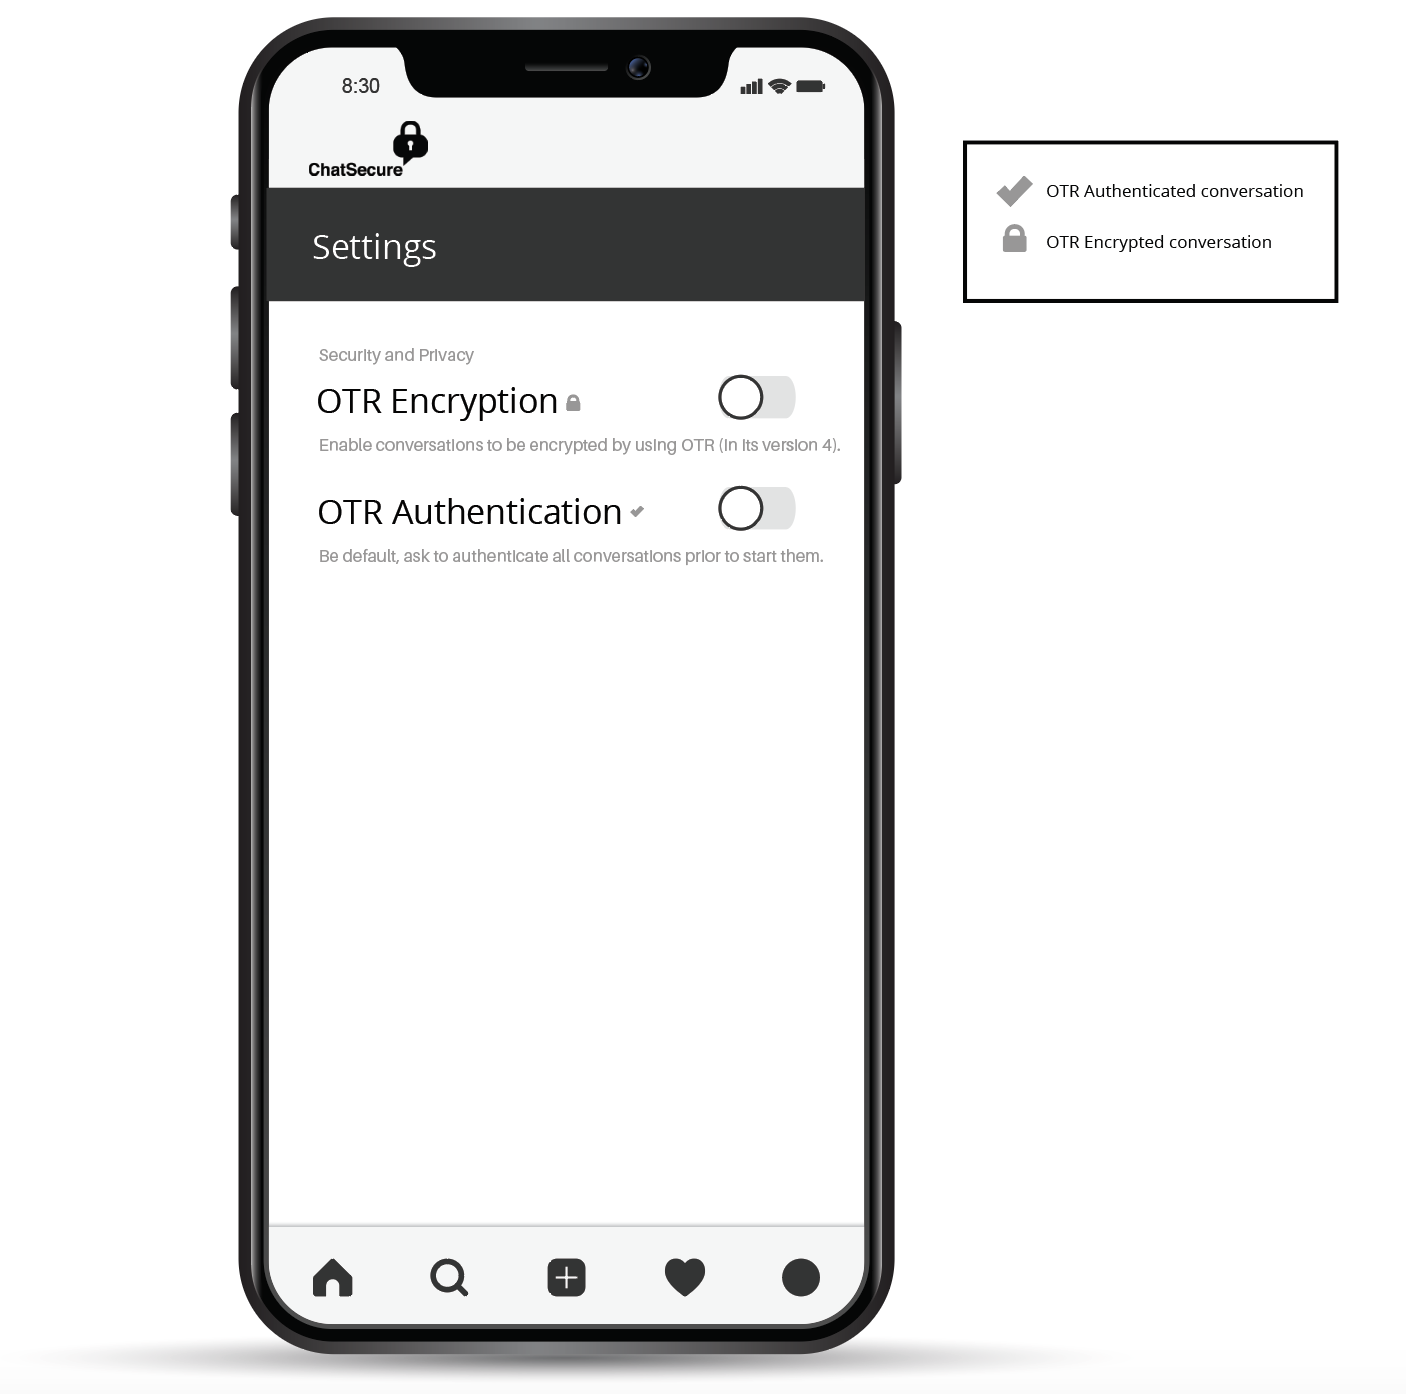 8:30
ChatSecure
Settings
Security and Privacy
OTR Encryption
Enable conversations to be encrypted by using OTR (in its version 4).
OTR Authentication
Be default, ask to authenticate all conversations prior to start them.
OTR Authenticated conversation
OTR Encrypted conversation